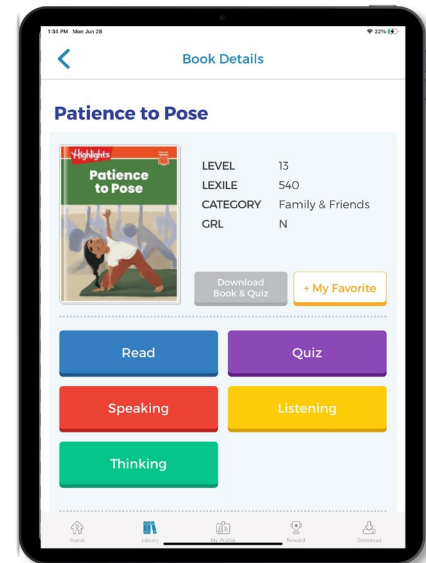 1:34 PM Mon Jun 28
22%
Book Details
Patience to Pose
Highlights
Patience
to Pose
LEVEL 13
LEXILE 540
CATEGORY Family & Friends
GRL N
Download
Book & Quiz
+ My Favorite
Read
Quiz
Speaking
Listening
Thinking
Home
Library
My Profile
Reward
Download